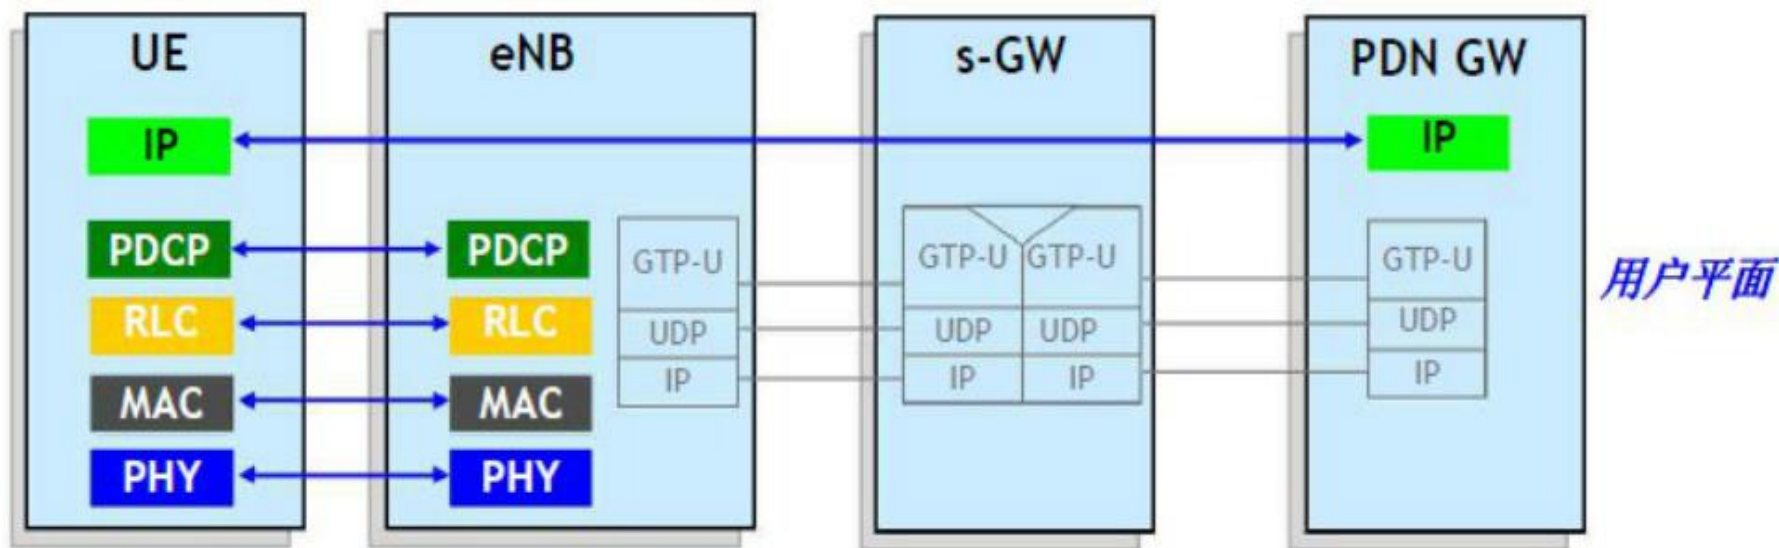 UE
eNB
s-GW
PDN GW
IP
IP
PDCP
PDCP
GTP-U
GTP-U
GTP-U
GTP-U
用户平面
RLC
RLC
UDP
UDP
UDP
UDP
IP
IP
IP
IP
MAC
MAC
PHY
PHY